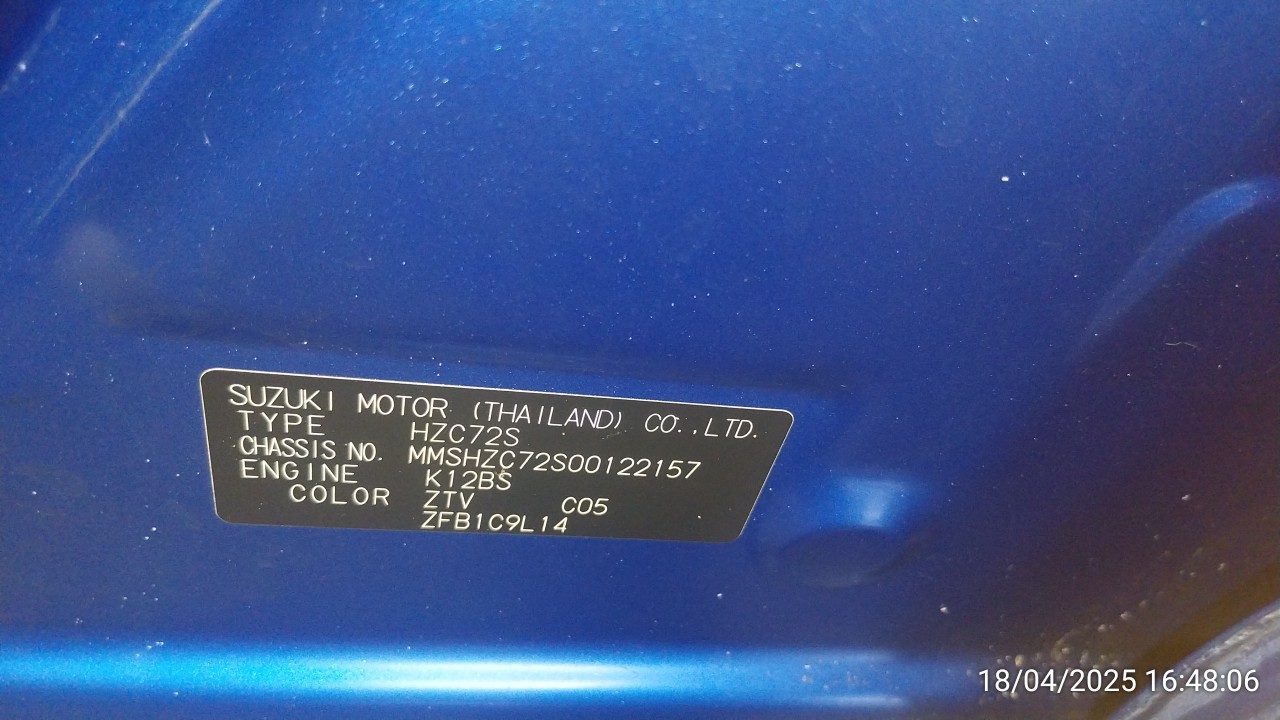 SUZUKI MOTOR (THAILAND) CO.,LTD.
TYPE HZC72S
CHASSIS NO. MMSHZC72S00122157
ENGINE K12BS
COLOR ZTV C05
ZFB1C9L14
18/04/2025 16:48:06